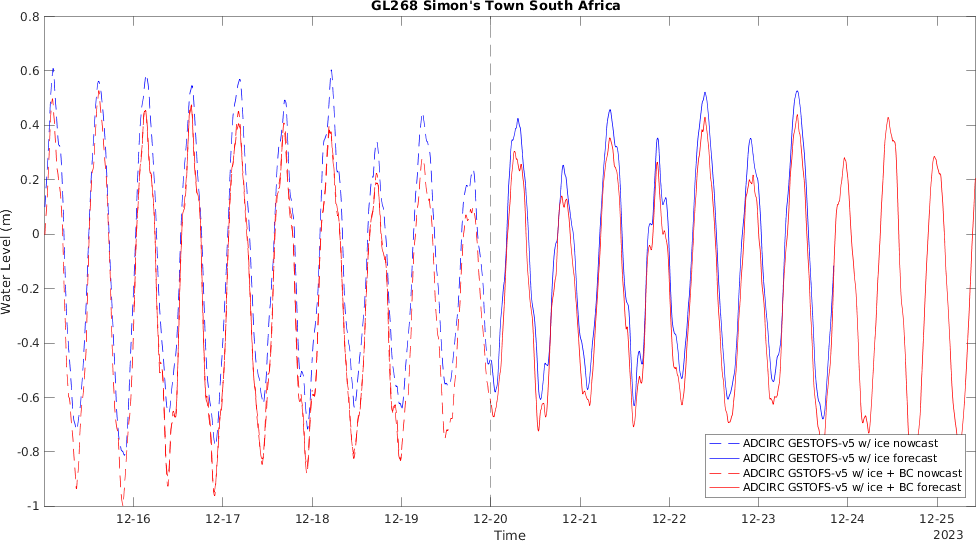 GL268 Simon's Town South Africa
0.8
0.6
0.4
0.2
0
-0.2
-0.4
-0.6
-0.8
-1
Water Level (m)
12-16 12-17 12-18 12-19 12-20 12-21 12-22 12-23 12-24 12-25
2023
Time
ADCIRC GESTOFS-v5 w/ ice nowcast
ADCIRC GESTOFS-v5 w/ ice forecast
ADCIRC GSTOFS-v5 w/ ice + BC nowcast
ADCIRC GSTOFS-v5 w/ ice + BC forecast